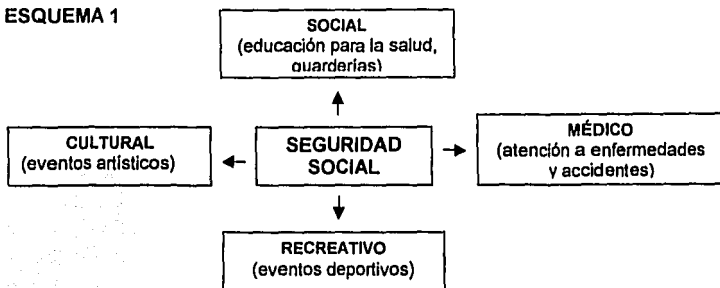 ESQUEMA 1
SOCIAL
(educación para la salud,
guarderías)
CULTURAL
(eventos artísticos)
SEGURIDAD
SOCIAL
MÉDICO
(atención a enfermedades
y accidentes)
RECREATIVO
(eventos deportivos)